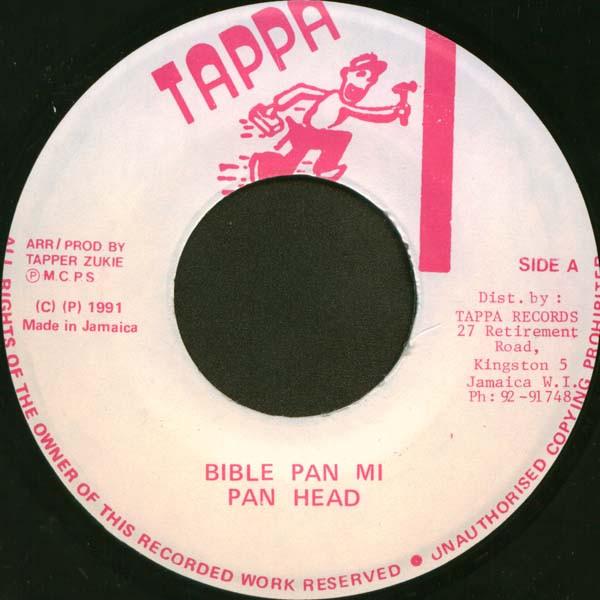 TAPPA
ARR/PROD BY
TAPPER ZUKIE
Ⓟ M.C.P.S
(C) (P) 1991
Made in Jamaica
SIDE A
Dist. by :
TAPPA RECORDS
27 Retirement
Road,
Kingston 5
Jamaica W.I.
Ph: 92-91748
BIBLE PAN MI
PAN HEAD
ALL RIGHTS OF THE OWNER OF THIS RECORDED WORK RESERVED ● UNAUTHORISED COPYING PROHIBITED